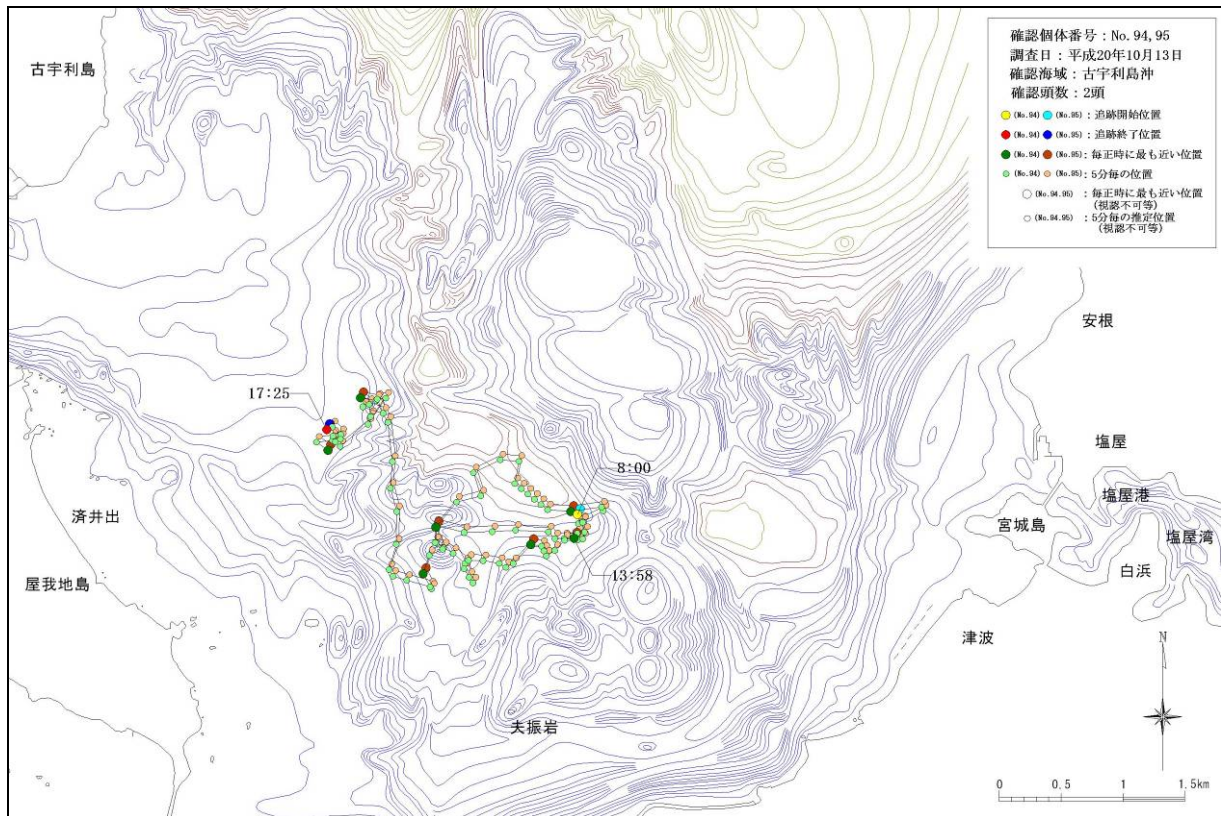 確認個体番号：No.94,95
調査日：平成20年10月13日
確認海域：古宇利島沖
確認頭数：2頭
(No.94) (No.95)：追跡開始位置
(No.94) (No.95)：追跡終了位置
(No.94) (No.95)：毎正時に最も近い位置
(No.94) (No.95)：5分毎の位置
(No.94.95)：毎正時に最も近い位置
(視認不可等)
(No.94.95)：5分毎の推定位置
(視認不可等)
古宇利島
安根
17:25
塩屋
8:00
塩屋港
済井出
宮城島
塩屋湾
白浜
13:58
屋我地島
津波
N
夫振岩
0 0.5 1 1.5km